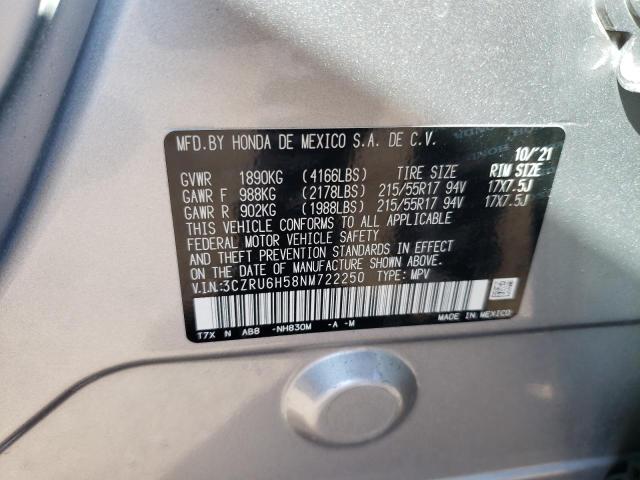 MFD.BY HONDA DE MEXICO S.A. DE C.V.
10/'21
GVWR 1890KG (4166LBS) TIRE SIZE RIM SIZE
GAWR F 988KG (2178LBS) 215/55R17 94V 17X7.5J
GAWR R 902KG (1988LBS) 215/55R17 94V 17X7.5J
THIS VEHICLE CONFORMS TO ALL APPLICABLE
FEDERAL MOTOR VEHICLE SAFETY
AND THEFT PREVENTION STANDARDS IN EFFECT
ON THE DATE OF MANUFACTURE SHOWN ABOVE.
V.I.N.:3CZRU6H58NM722250 TYPE: MPV
T7X N AB8 -NH830M -A -M MADE IN MEXICO